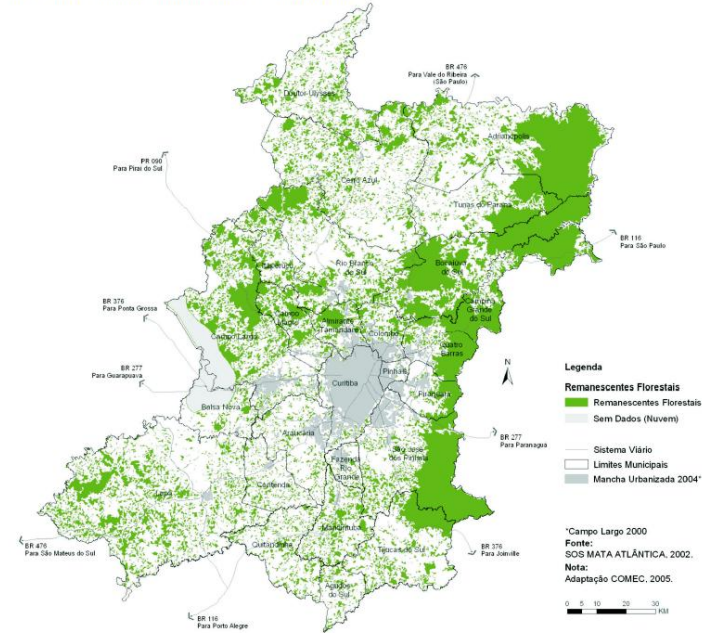 BR 476
Para Vale do Ribeira
(São Paulo)
Doutor Ulysses
Adrianópolis
PR 090
Para Piraí do Sul
Cerro Azul
Tunas do Paraná
BR 116
Para São Paulo
Rio Branco
do Sul
Bocaiúva
do Sul
Itaperuçu
BR 376
Para Ponta Grossa
Campina
Grande
do Sul
Campo
Magro
Almirante
Tamandaré
Colombo
Campo Largo
Quatro
Barras
BR 277
Para Guarapuava
Pinhais
Curitiba
Piraquara
N
Balsa Nova
Araucária
BR 277
Para Paranaguá
São José
dos Pinhais
Fazenda
Rio
Grande
Lapa
Contenda
Mandirituba
BR 476
Para São Mateus do Sul
Quitandinha
Tijucas do Sul
BR 376
Para Joinville
Agudos
do Sul
BR 116
Para Porto Alegre
Legenda
Remanescentes Florestais
Remanescentes Florestais
Sem Dados (Nuvem)
Sistema Viário
Limites Municipais
Mancha Urbanizada 2004*
*Campo Largo 2000
Fonte:
SOS MATA ATLÂNTICA, 2002.
Nota:
Adaptação COMEC, 2005.
0 5 10 20 30
KM